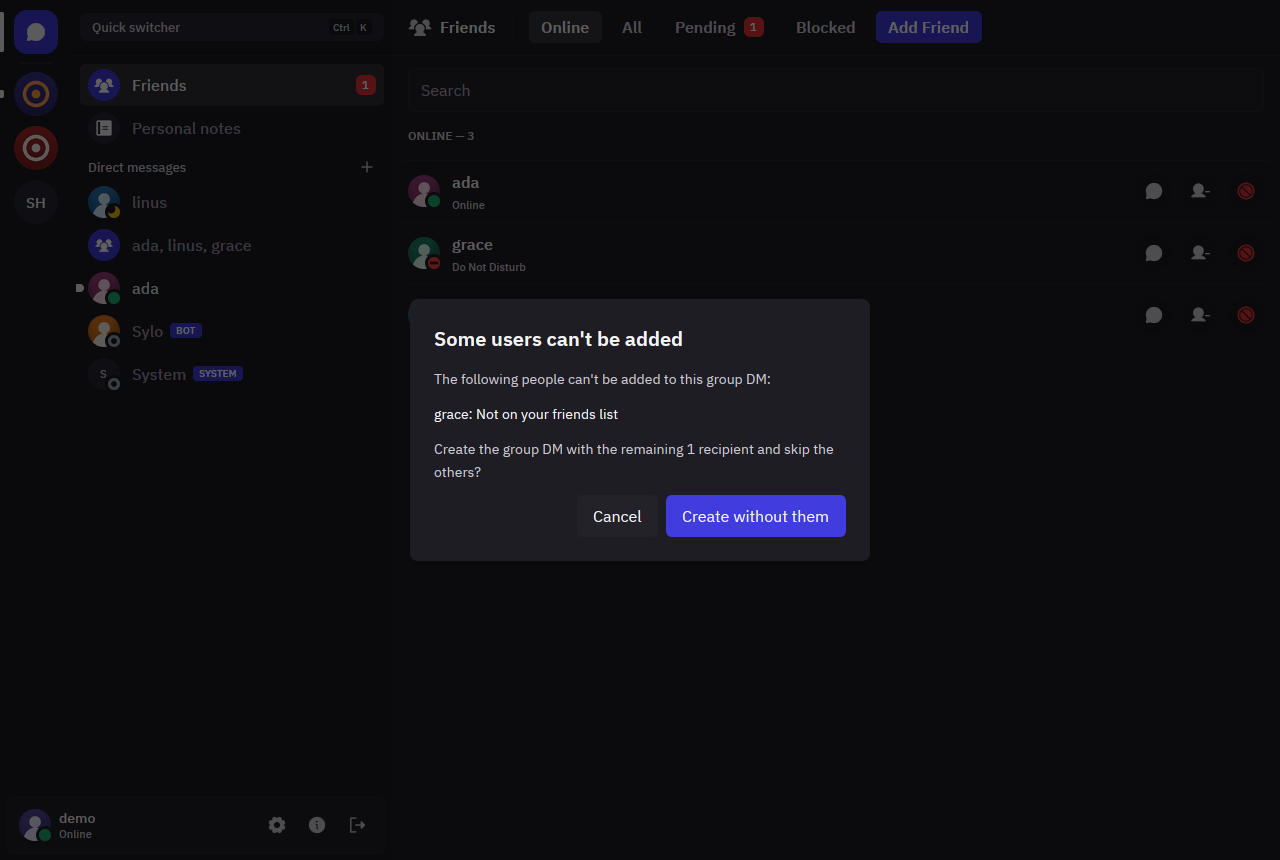 Quick switcher Ctrl K
Friends Online All Pending 1 Blocked Add Friend
Friends 1
Personal notes
Direct messages
SH
linus
ada, linus, grace
ada
Sylo BOT
S System SYSTEM
Search
ONLINE — 3
ada
Online
grace
Do Not Disturb
Some users can't be added
The following people can't be added to this group DM:
grace: Not on your friends list
Create the group DM with the remaining 1 recipient and skip the
others?
Cancel Create without them
demo
Online